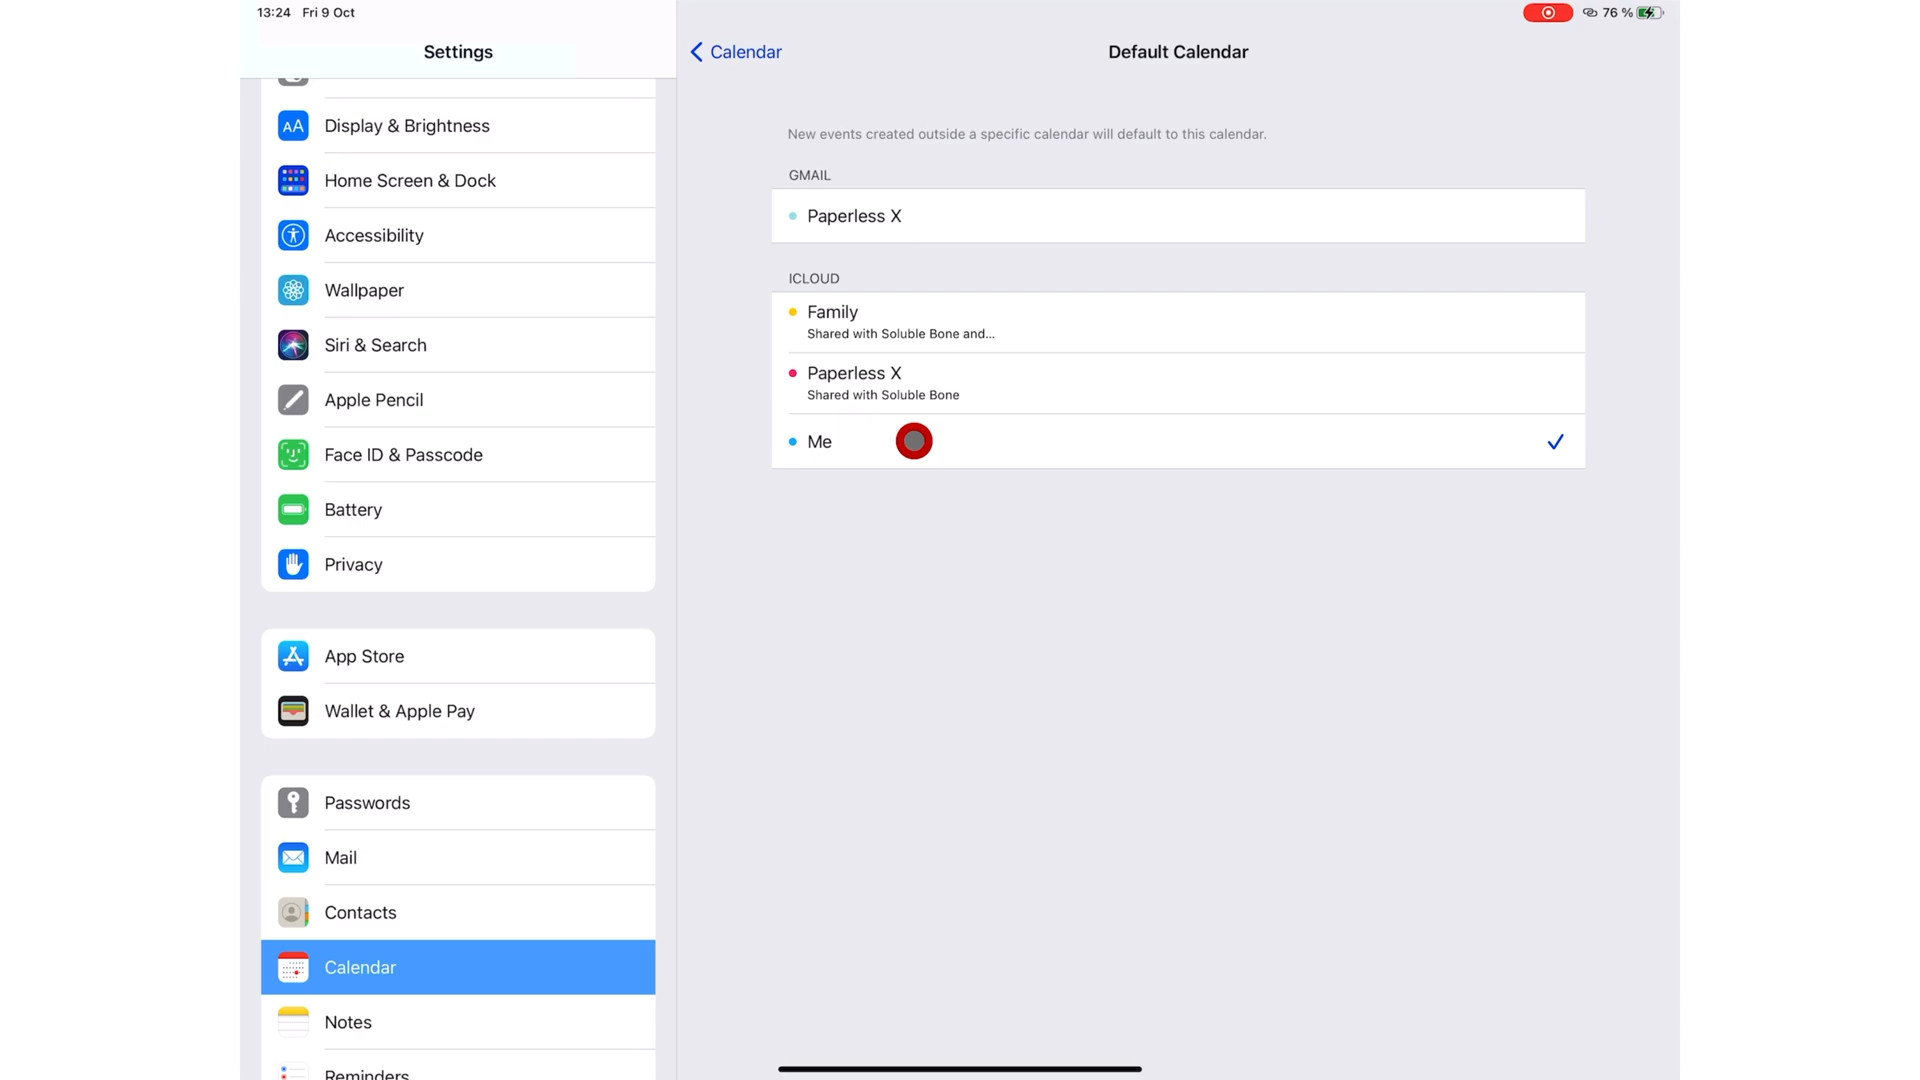 13:24 Fri 9 Oct
76 %
Settings
Display & Brightness
Home Screen & Dock
Accessibility
Wallpaper
Siri & Search
Apple Pencil
Face ID & Passcode
Battery
Privacy
App Store
Wallet & Apple Pay
Passwords
Mail
Contacts
Calendar
Notes
Reminders
Calendar
Default Calendar
New events created outside a specific calendar will default to this calendar.
GMAIL
Paperless X
ICLOUD
Family
Shared with Soluble Bone and...
Paperless X
Shared with Soluble Bone
Me